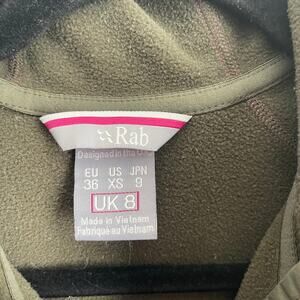 Rab
Designed in the UK
EU US JPN
36 XS 9
UK 8
Made in Vietnam
Fabriqué au Vietnam